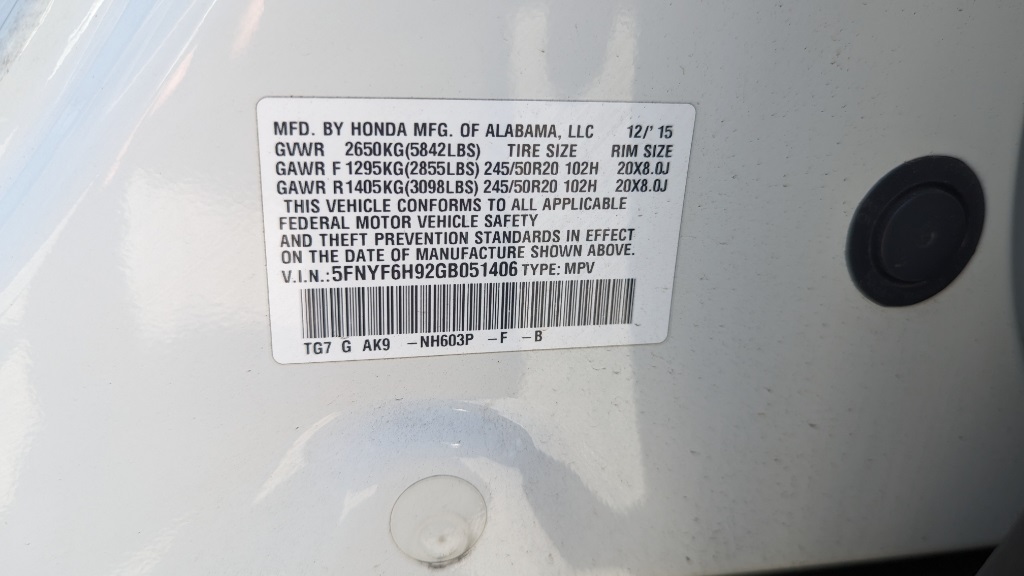 MFD. BY HONDA MFG. OF ALABAMA, LLC 12/'15
GVWR 2650KG(5842LBS) TIRE SIZE RIM SIZE
GAWR F 1295KG(2855LBS) 245/50R20 102H 20X8.0J
GAWR R 1405KG(3098LBS) 245/50R20 102H 20X8.0J
THIS VEHICLE CONFORMS TO ALL APPLICABLE
FEDERAL MOTOR VEHICLE SAFETY
AND THEFT PREVENTION STANDARDS IN EFFECT
ON THE DATE OF MANUFACTURE SHOWN ABOVE.
V.I.N.:5FNYF6H92GB051406 TYPE: MPV
TG7 G AK9 -NH603P -F -B